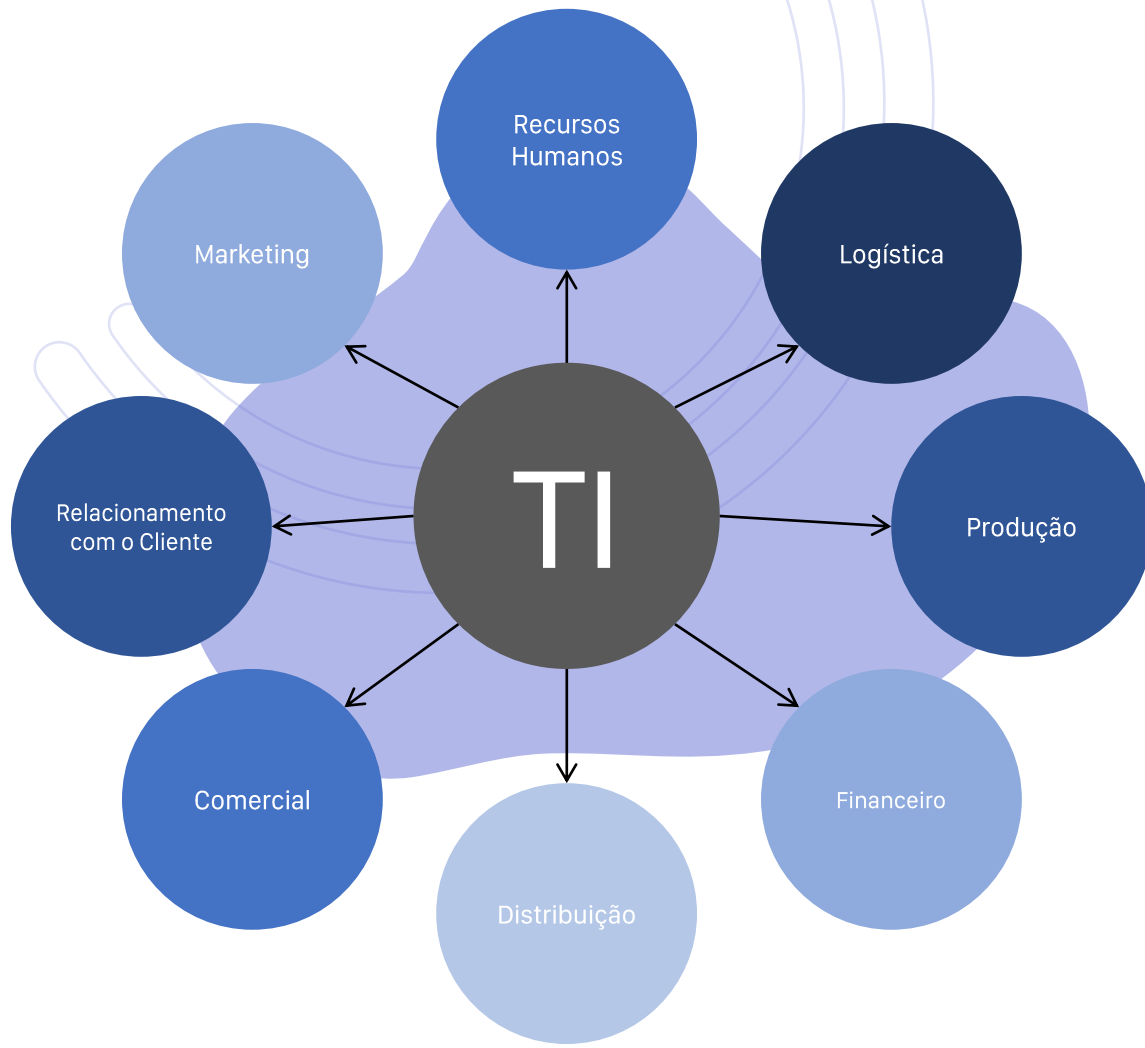 Recursos
Humanos
Marketing
Logística
TI
Relacionamento
com o Cliente
Produção
Comercial
Financeiro
Distribuição